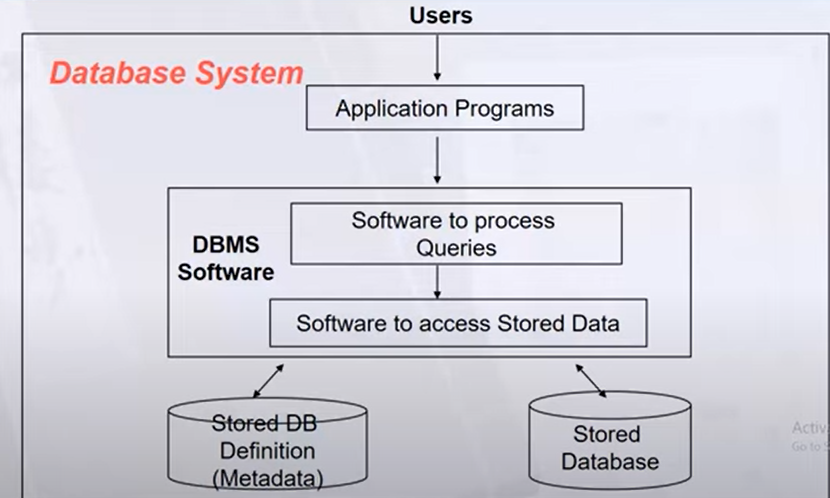 Users
Database System
Application Programs
Software to process
Queries
DBMS
Software
Software to access Stored Data
Stored DB
Definition
(Metadata)
Stored
Database
Activ
Go to S